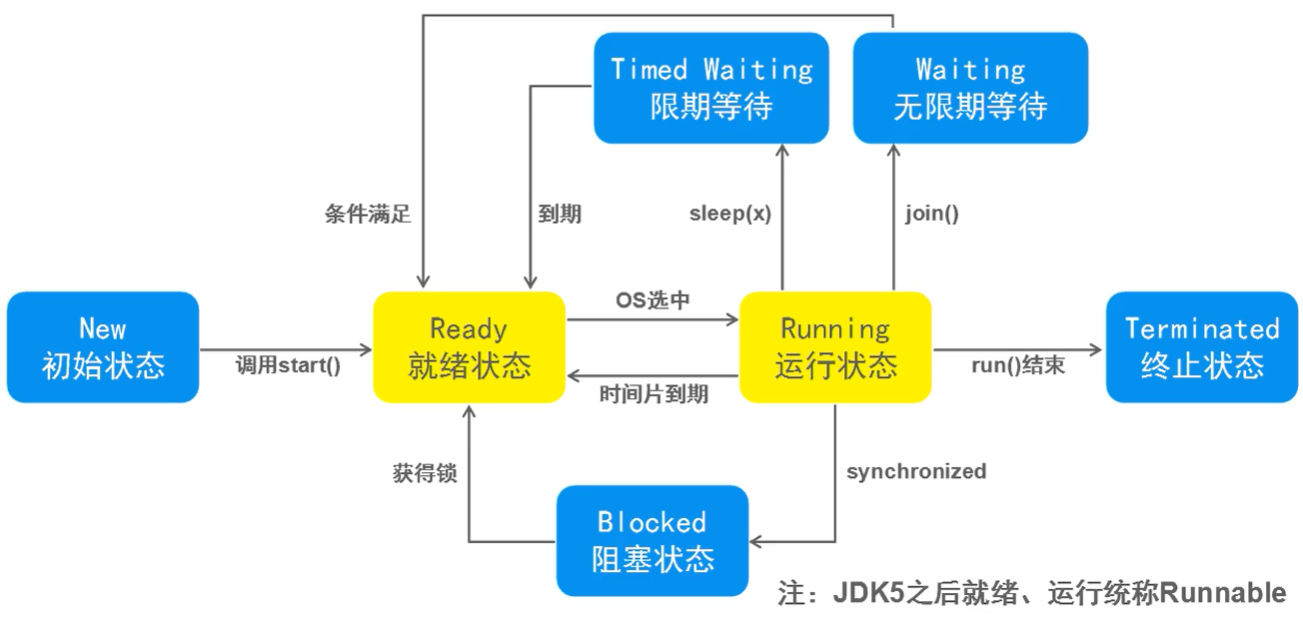 Timed Waiting
限期等待
Waiting
无限期等待
条件满足
到期
sleep(x)
join()
New
初始状态
调用start()
Ready
就绪状态
OS选中
时间片到期
Running
运行状态
run()结束
Terminated
终止状态
获得锁
synchronized
Blocked
阻塞状态
注：JDK5之后就绪、运行统称Runnable